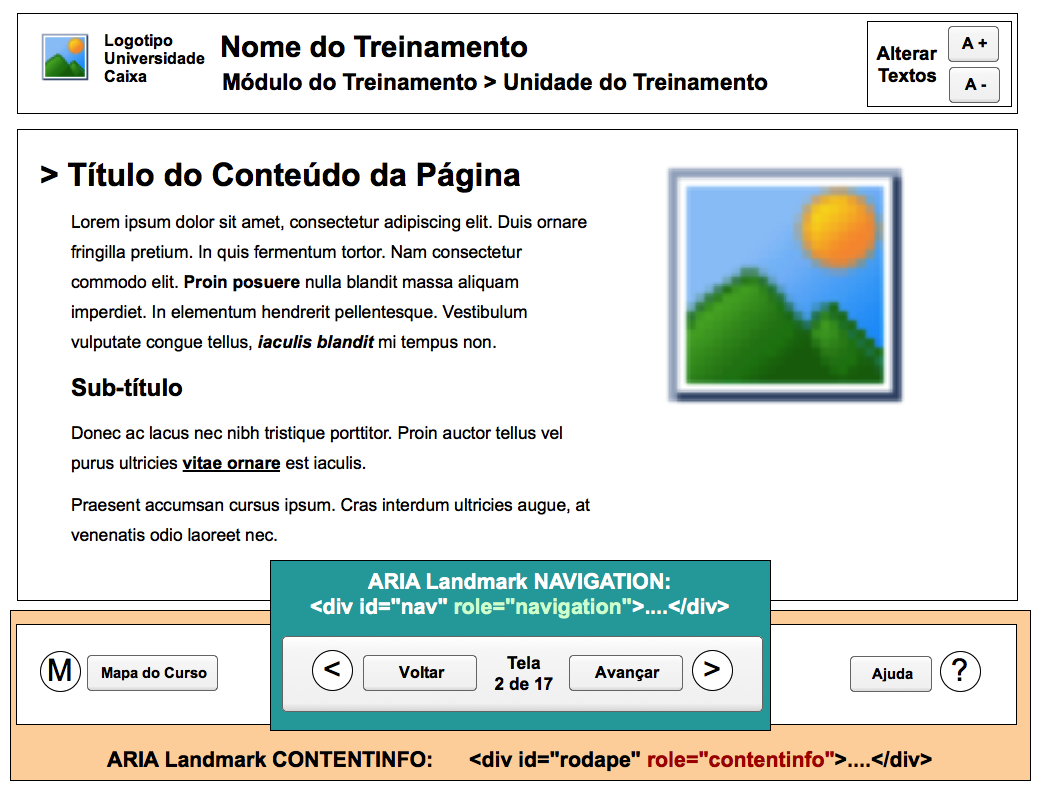 Logotipo
Universidade
Caixa
Nome do Treinamento
Módulo do Treinamento > Unidade do Treinamento
Alterar
Textos
A +
A -
> Título do Conteúdo da Página
Lorem ipsum dolor sit amet, consectetur adipiscing elit. Duis ornare
fringilla pretium. In quis fermentum tortor. Nam consectetur
commodo elit. Proin posuere nulla blandit massa aliquam
imperdiet. In elementum hendrerit pellentesque. Vestibulum
vulputate congue tellus, iaculis blandit mi tempus non.
Sub-título
Donec ac lacus nec nibh tristique porttitor. Proin auctor tellus vel
purus ultricies vitae ornare est iaculis.
Praesent accumsan cursus ipsum. Cras interdum ultricies augue, at
venenatis odio laoreet nec.
ARIA Landmark NAVIGATION:
<div id="nav" role="navigation">....</div>
M
Mapa do Curso
<
Voltar
Tela
2 de 17
Avançar
>
Ajuda
?
ARIA Landmark CONTENTINFO: <div id="rodape" role="contentinfo">....</div>